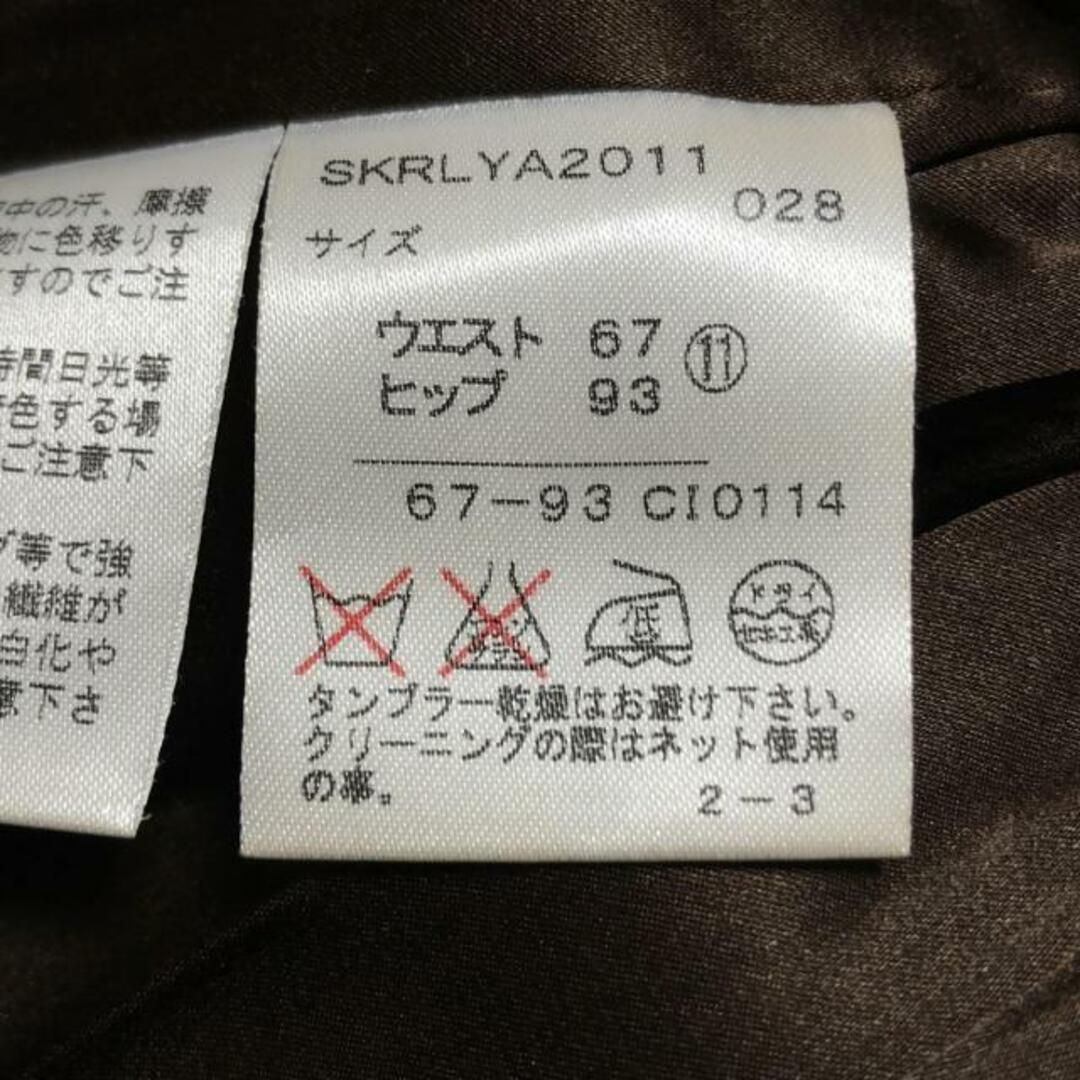 中の汗、摩擦
物に色移りす
すのでご注
時間日光等
色する場
ご注意下
等で強
繊維が
白化や
意下さ
SKRLYA2011
028
サイズ
ウエスト 67 ⑪
ヒップ 93
67-93 CI0114
低
ドライ
セキユ系
タンブラー乾燥はお避け下さい。
クリーニングの際はネット使用
の事。
2-3